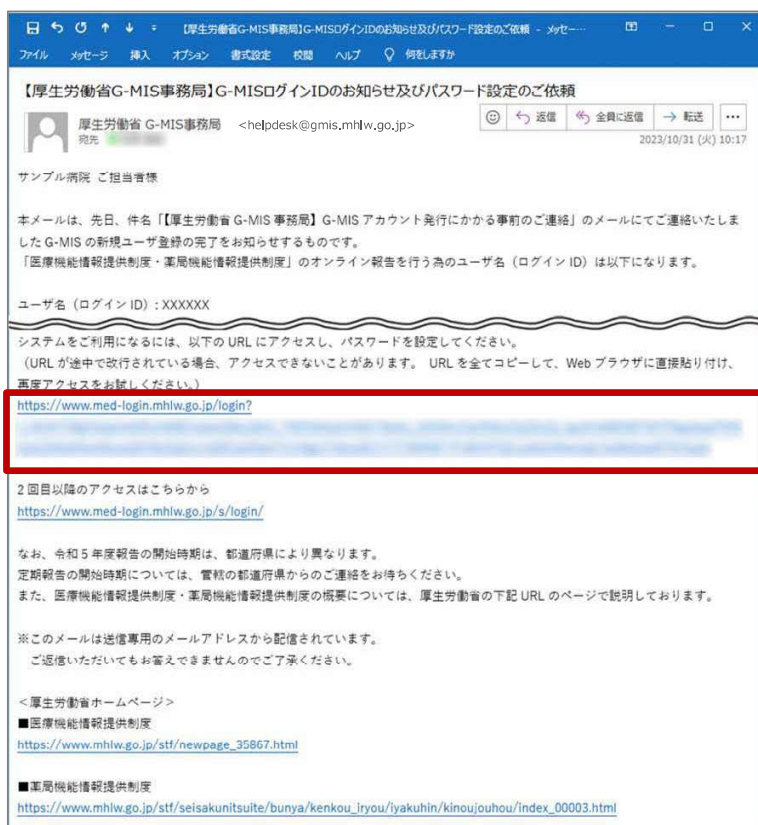 【厚生労働省G-MIS事務局】G-MISログインIDのお知らせ及びパスワード設定のご依頼 - メッセー…
ファイル メッセージ 挿入 オプション 書式設定 校閲 ヘルプ 何をしますか
【厚生労働省G-MIS事務局】G-MISログインIDのお知らせ及びパスワード設定のご依頼
厚生労働省 G-MIS事務局 <helpdesk@gmis.mhlw.go.jp>
返信 全員に返信 転送 …
宛先
2023/10/31 (火) 10:17
サンプル病院 ご担当者様
本メールは、先日、件名「【厚生労働省 G-MIS 事務局】G-MIS アカウント発行にかかる事前のご連絡」のメールにてご連絡いたしま
した G-MIS の新規ユーザ登録の完了をお知らせするものです。
「医療機能情報提供制度・薬局機能情報提供制度」のオンライン報告を行う為のユーザ名（ログイン ID）は以下になります。
ユーザ名（ログイン ID）: XXXXXX
システムをご利用になるには、以下の URL にアクセスし、パスワードを設定してください。
（URL が途中で改行されている場合、アクセスできないことがあります。 URL を全てコピーして、Web ブラウザに直接貼り付け、
再度アクセスをお試しください。）
https://www.med-login.mhlw.go.jp/login?
2 回目以降のアクセスはこちらから
https://www.med-login.mhlw.go.jp/s/login/
なお、令和 5 年度報告の開始時期は、都道府県により異なります。
定期報告の開始時期については、管轄の都道府県からのご連絡をお待ちください。
また、医療機能情報提供制度・薬局機能情報提供制度の概要については、厚生労働省の下記 URL のページで説明しております。
※このメールは送信専用のメールアドレスから配信されています。
ご返信いただいてもお答えできませんのでご了承ください。
＜厚生労働省ホームページ＞
■医療機能情報提供制度
https://www.mhlw.go.jp/stf/newpage_35867.html
■薬局機能情報提供制度
https://www.mhlw.go.jp/stf/seisakunitsuite/bunya/kenkou_iryou/iyakuhin/kinoujouhou/index_00003.html